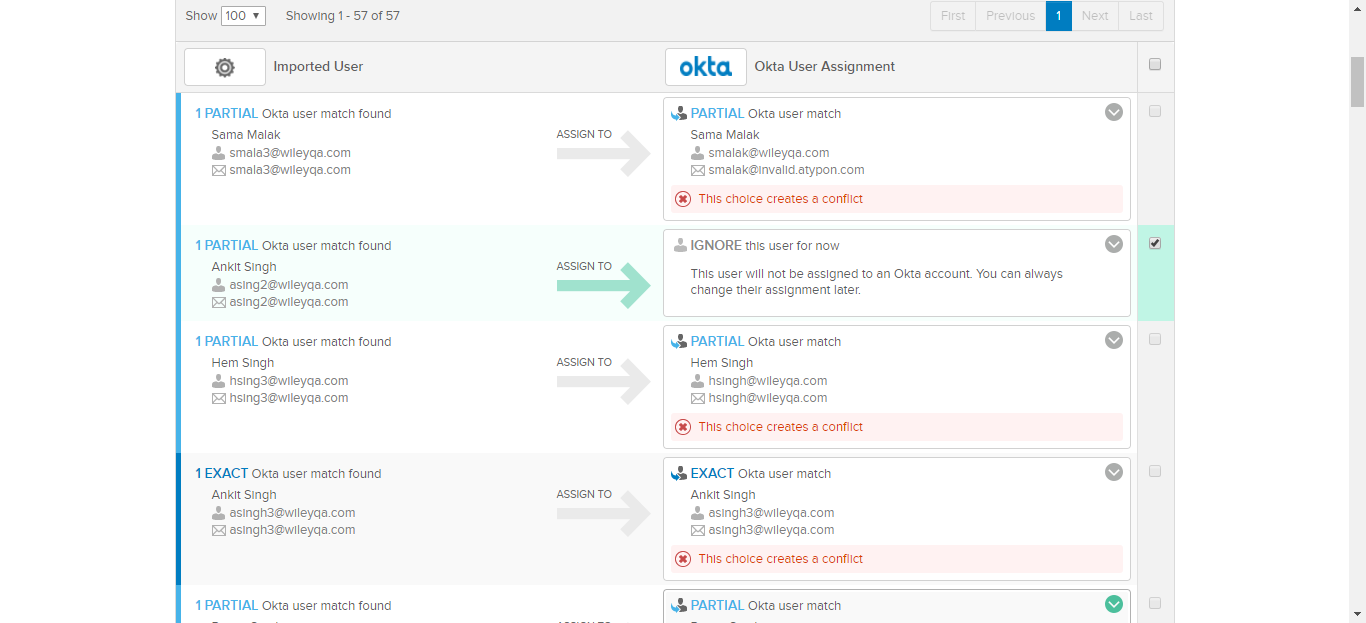 Show 100 Showing 1 - 57 of 57 First Previous 1 Next Last
Imported User okta Okta User Assignment
1 PARTIAL Okta user match found
Sama Malak
smala3@wileyqa.com
smala3@wileyqa.com
ASSIGN TO
PARTIAL Okta user match
Sama Malak
smalak@wileyqa.com
smalak@invalid.atypon.com
This choice creates a conflict
1 PARTIAL Okta user match found
Ankit Singh
asing2@wileyqa.com
asing2@wileyqa.com
ASSIGN TO
IGNORE this user for now
This user will not be assigned to an Okta account. You can always
change their assignment later.
1 PARTIAL Okta user match found
Hem Singh
hsing3@wileyqa.com
hsing3@wileyqa.com
ASSIGN TO
PARTIAL Okta user match
Hem Singh
hsingh@wileyqa.com
hsingh@wileyqa.com
This choice creates a conflict
1 EXACT Okta user match found
Ankit Singh
asingh3@wileyqa.com
asingh3@wileyqa.com
ASSIGN TO
EXACT Okta user match
Ankit Singh
asingh3@wileyqa.com
asingh3@wileyqa.com
This choice creates a conflict
1 PARTIAL Okta user match found
PARTIAL Okta user match